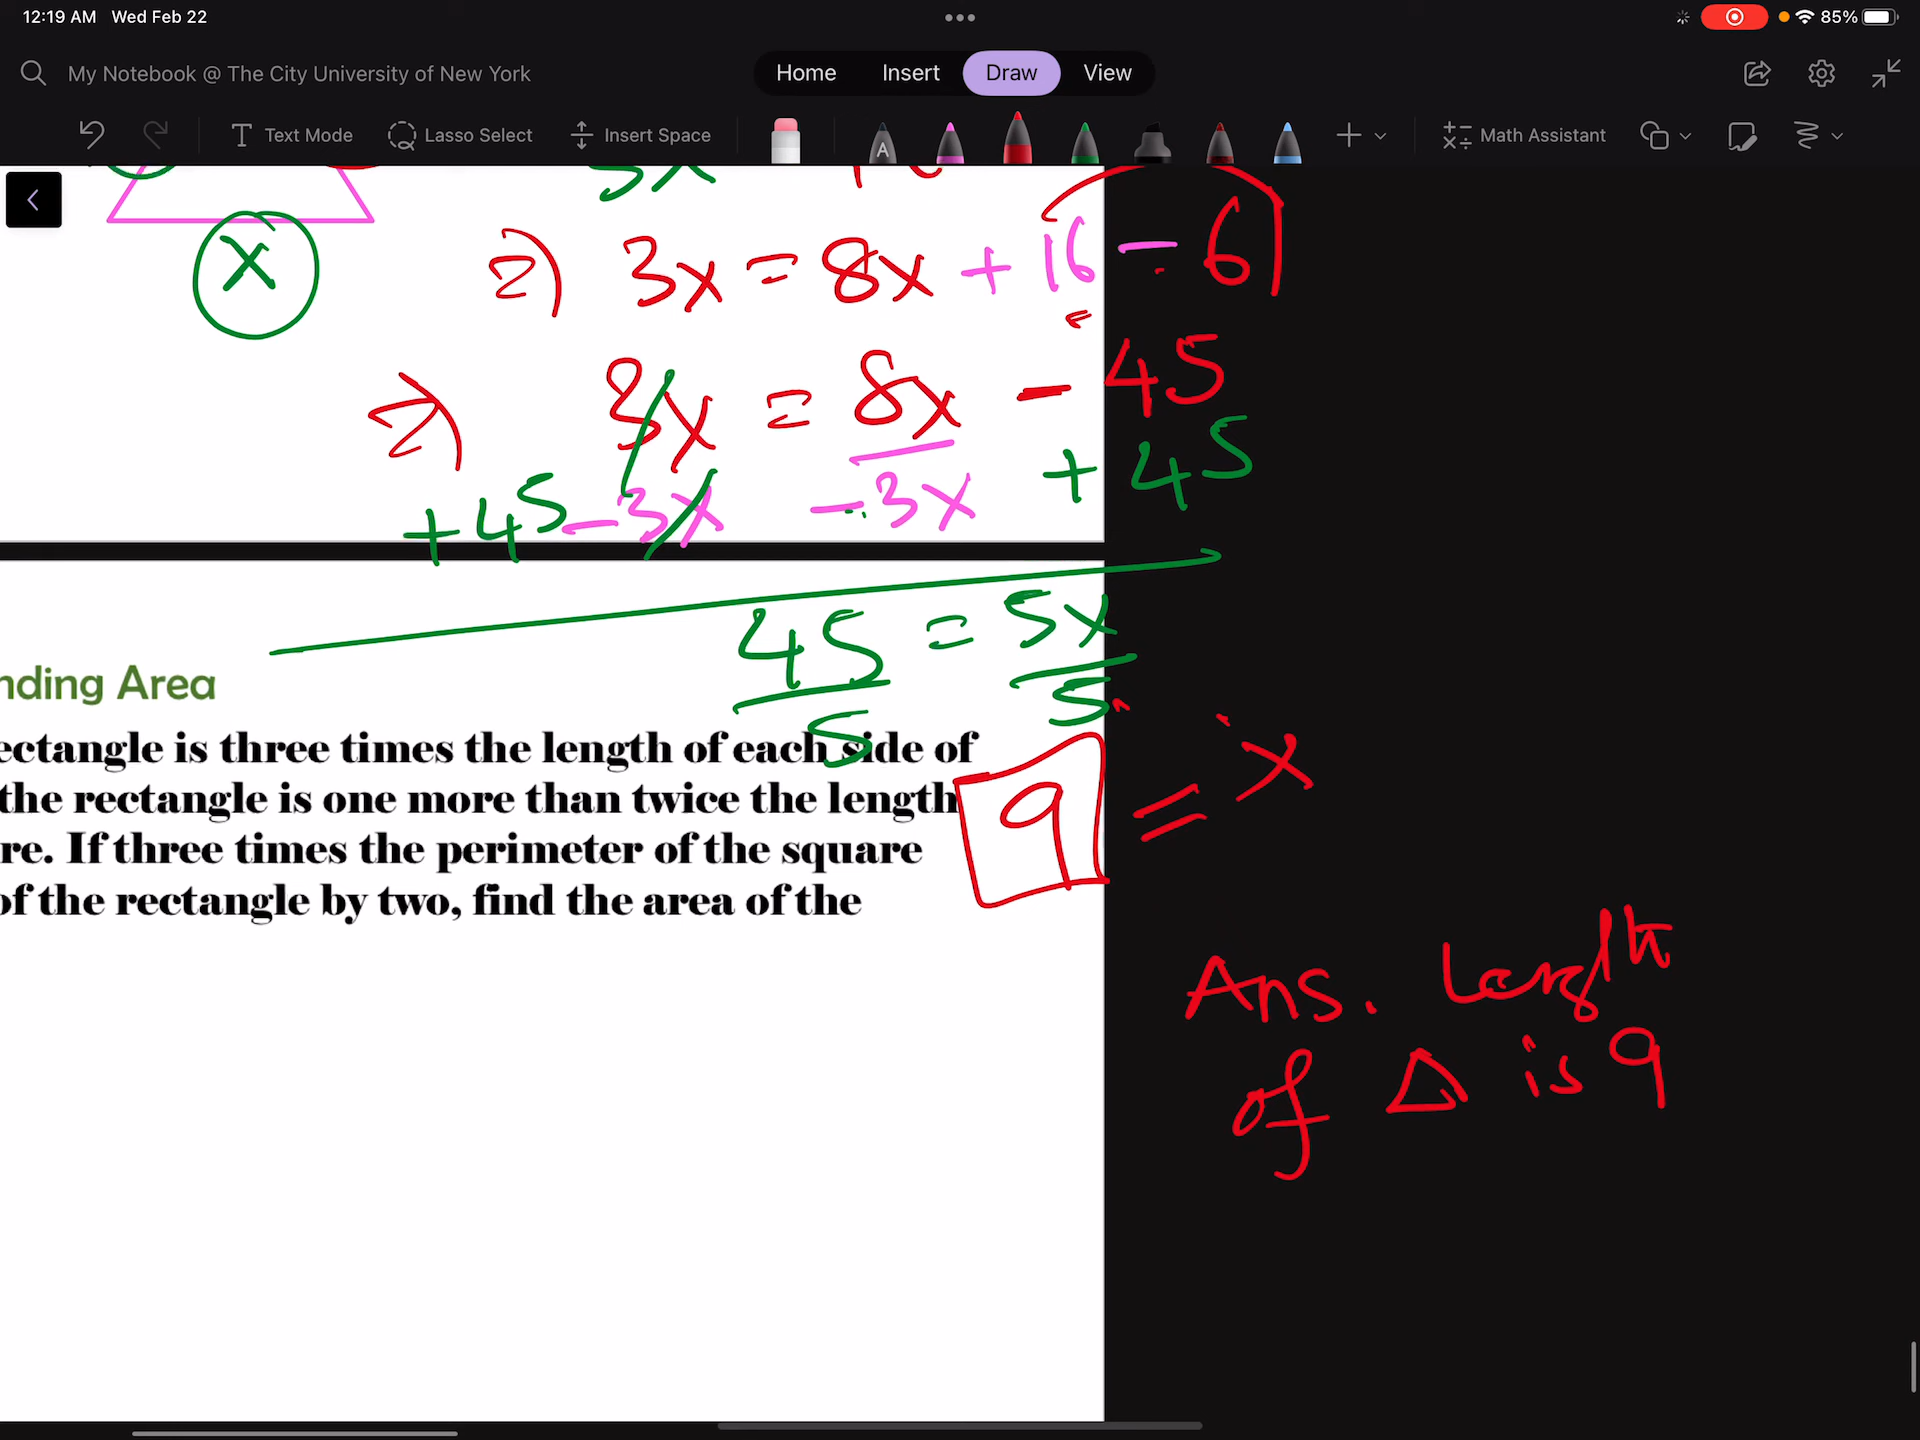 12:19 AM Wed Feb 22
85%
My Notebook @ The City University of New York
Home Insert Draw View
Text Mode Lasso Select Insert Space
A
Math Assistant
x
2) 3x = 8x + 16 - 61
2) 3x = 8x - 45
+45 -3x -3x +45
45 = 5x
5 5
9 = x
nding Area
ectangle is three times the length of each side of
the rectangle is one more than twice the length
re. If three times the perimeter of the square
of the rectangle by two, find the area of the
Ans. Length
of Δ is 9